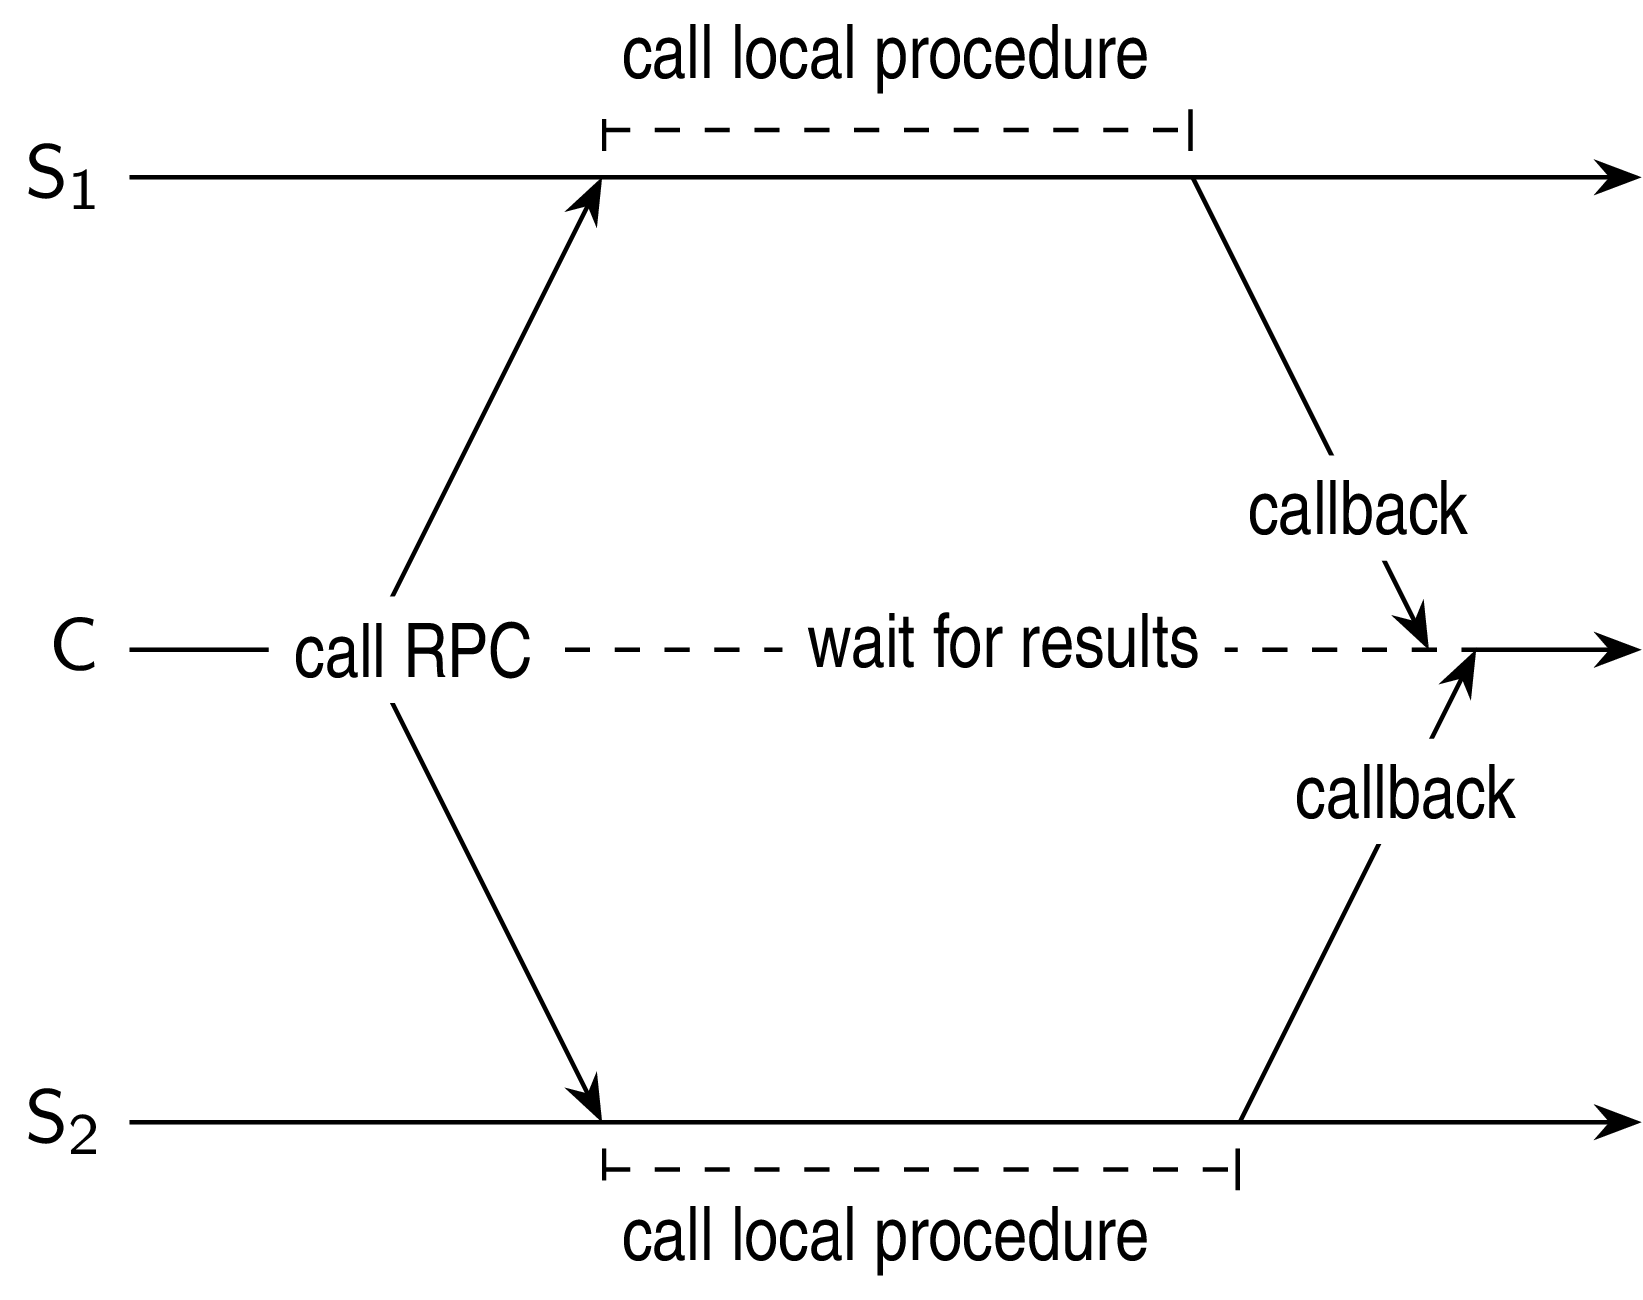 call local procedure
S₁
callback
C call RPC wait for results
callback
S₂
call local procedure